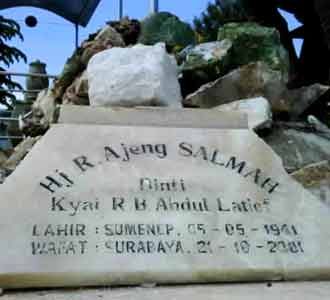 Hj R. Ajeng SALMAH
Binti
Kyai R B Abdul Latief
LAHIR : SUMENEP, 05-05-1941
WAFAT : SURABAYA, 21-10-2001